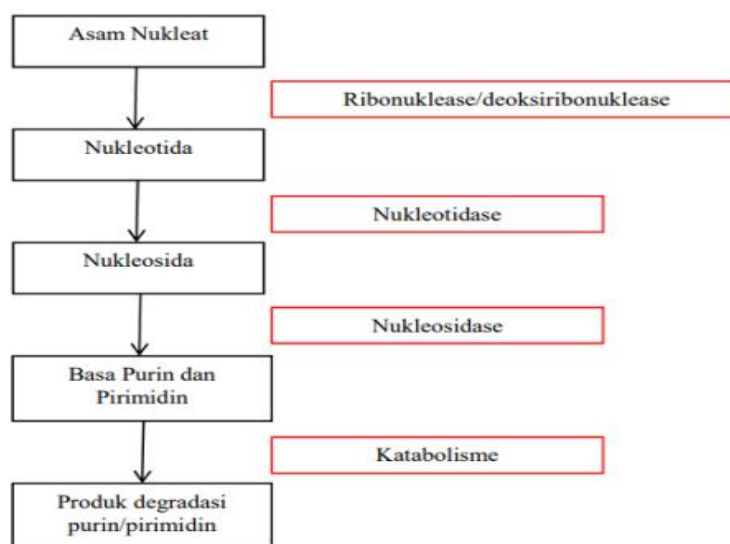 Asam Nukleat
Ribonuklease/deoksiribonuklease
Nukleotida
Nukleotidase
Nukleosida
Nukleosidase
Basa Purin dan
Pirimidin
Katabolisme
Produk degradasi
purin/pirimidin